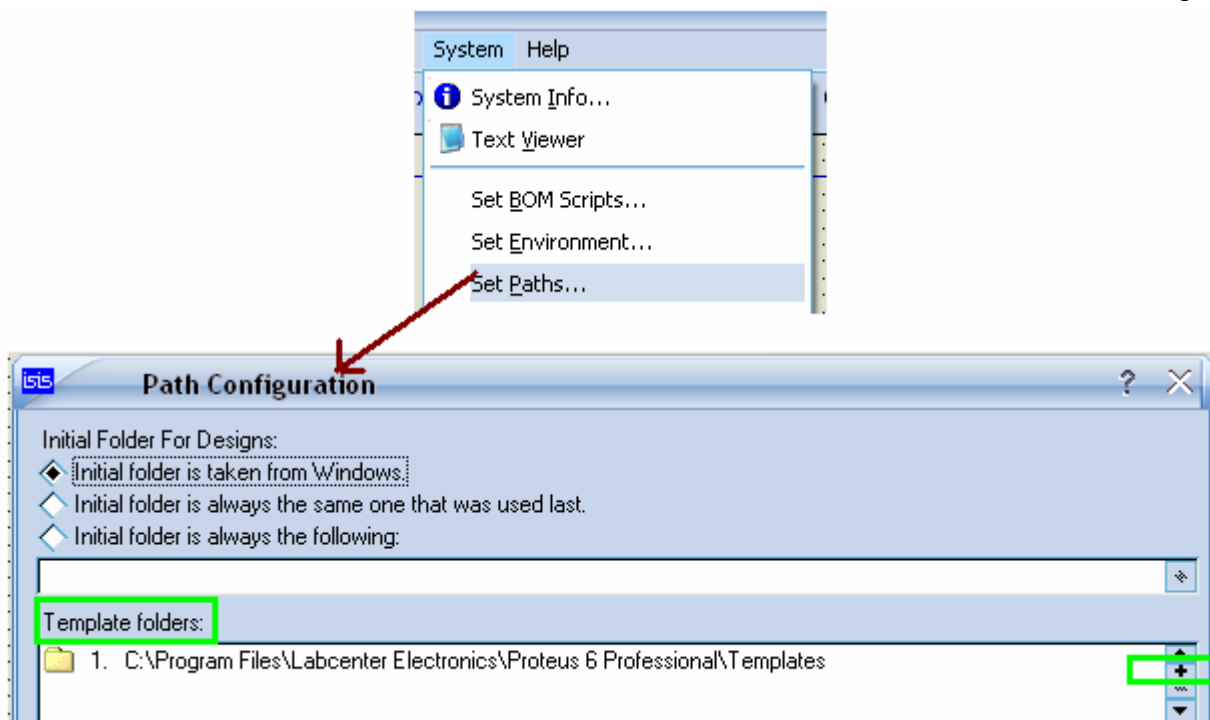 System Help
System Info...
Text Viewer
Set BOM Scripts...
Set Environment...
Set Paths...
isis Path Configuration ? X
Initial Folder For Designs:
Initial folder is taken from Windows.
Initial folder is always the same one that was used last.
Initial folder is always the following:
Template folders:
1. C:\Program Files\Labcenter Electronics\Proteus 6 Professional\Templates